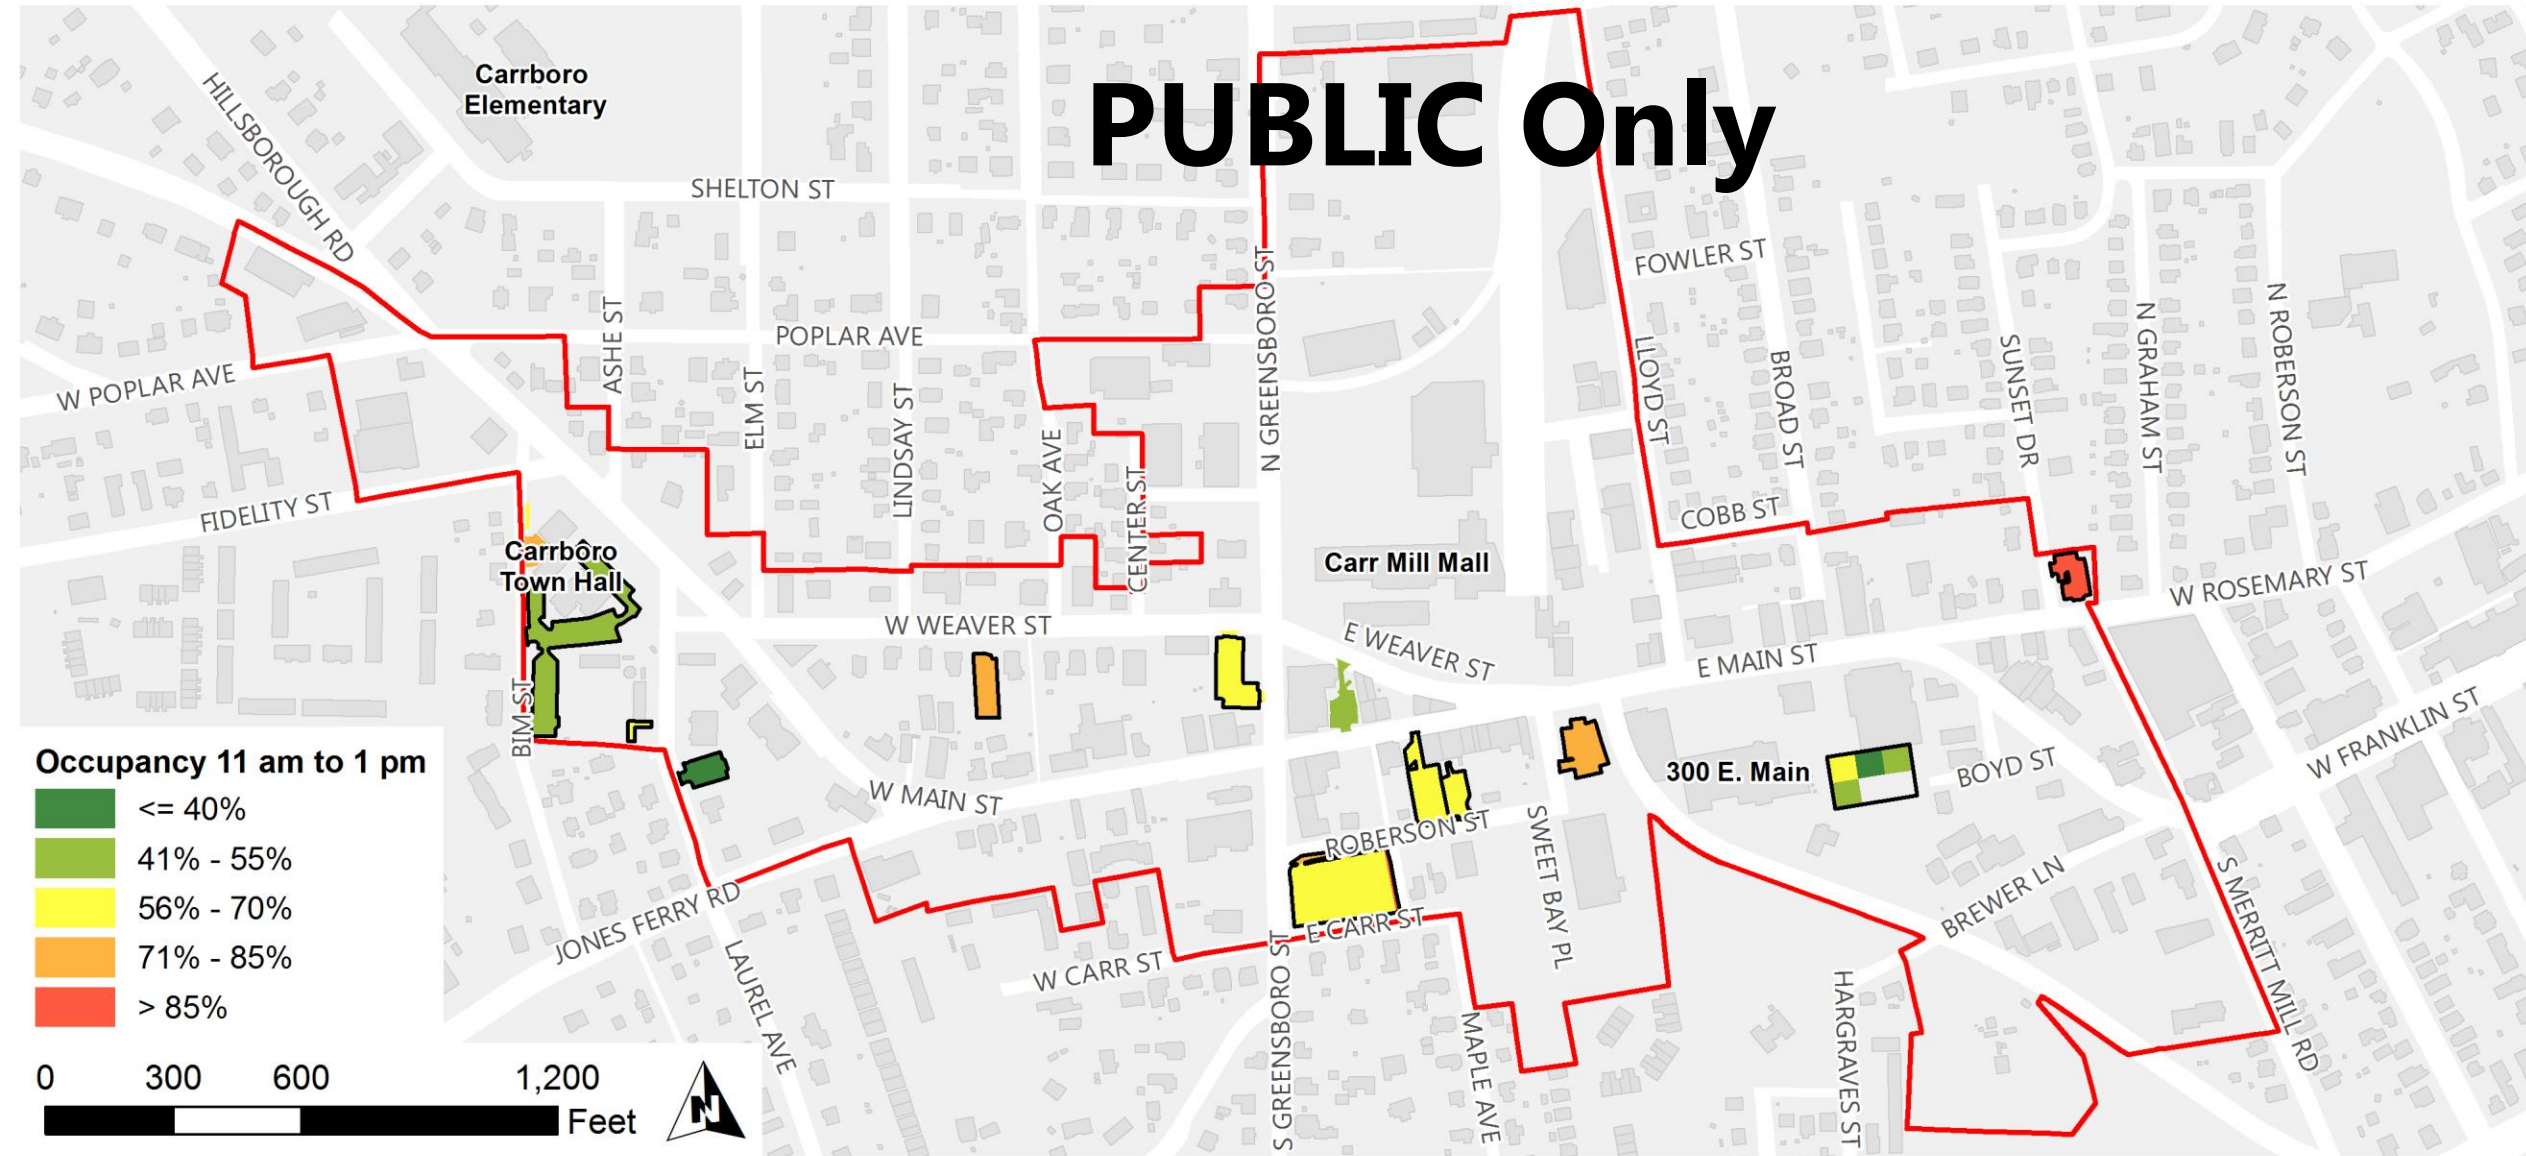 PUBLIC Only
Carrboro
Elementary
HILLSBOROUGH RD
SHELTON ST
FOWLER ST
N GREENSBORO ST
ASHE ST
POPLAR AVE
W POPLAR AVE
ELM ST
LINDSAY ST
OAK AVE
CENTER ST
LLOYD ST
BROAD ST
SUNSET DR
N GRAHAM ST
N ROBERSON ST
FIDELITY ST
COBB ST
Carrboro
Town Hall
Carr Mill Mall
W ROSEMARY ST
W WEAVER ST
E WEAVER ST
E MAIN ST
BIM ST
W FRANKLIN ST
300 E. Main
BOYD ST
W MAIN ST
ROBERSON ST
SWEET BAY PL
BREWER LN
S MERRITT MILL RD
JONES FERRY RD
E CARR ST
W CARR ST
LAUREL AVE
S GREENSBORO ST
MAPLE AVE
HARGRAVES ST
Occupancy 11 am to 1 pm
<= 40%
41% - 55%
56% - 70%
71% - 85%
> 85%
0 300 600 1,200
Feet
N